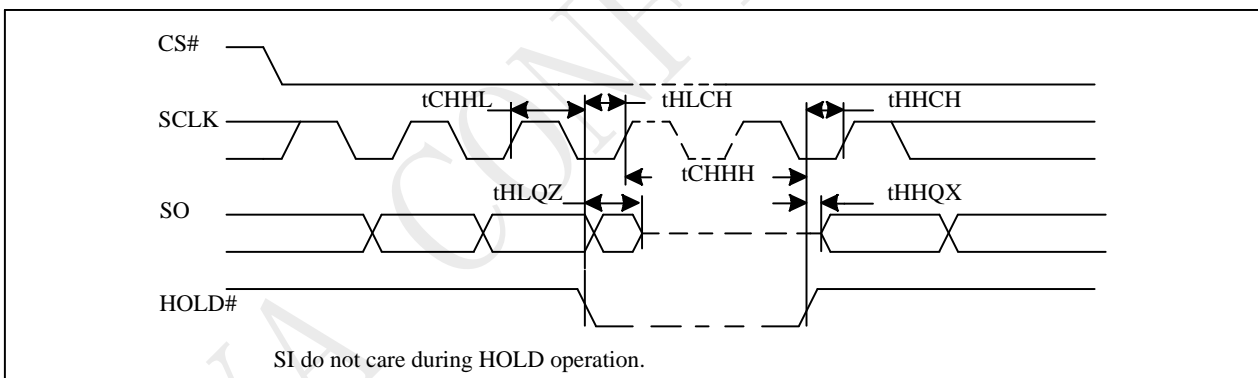 CS#
tCHHL
tHLCH
tHHCH
SCLK
tCHHH
tHLQZ
tHHQX
SO
HOLD#
SI do not care during HOLD operation.